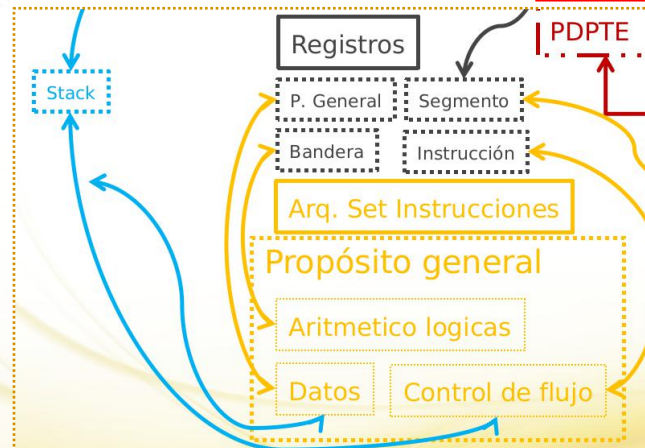 Registros
PDPTE
Stack
P. General
Segmento
Bandera
Instrucción
Arq. Set Instrucciones
Propósito general
Aritmetico logicas
Datos
Control de flujo